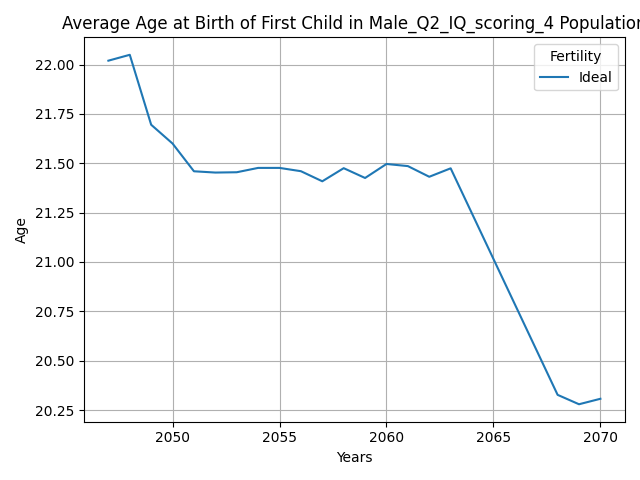 Average Age at Birth of First Child in Male_Q2_IQ_scoring_4 Population
Fertility
Ideal
22.00
21.75
21.50
21.25
21.00
20.75
20.50
20.25
Age
2050 2055 2060 2065 2070
Years